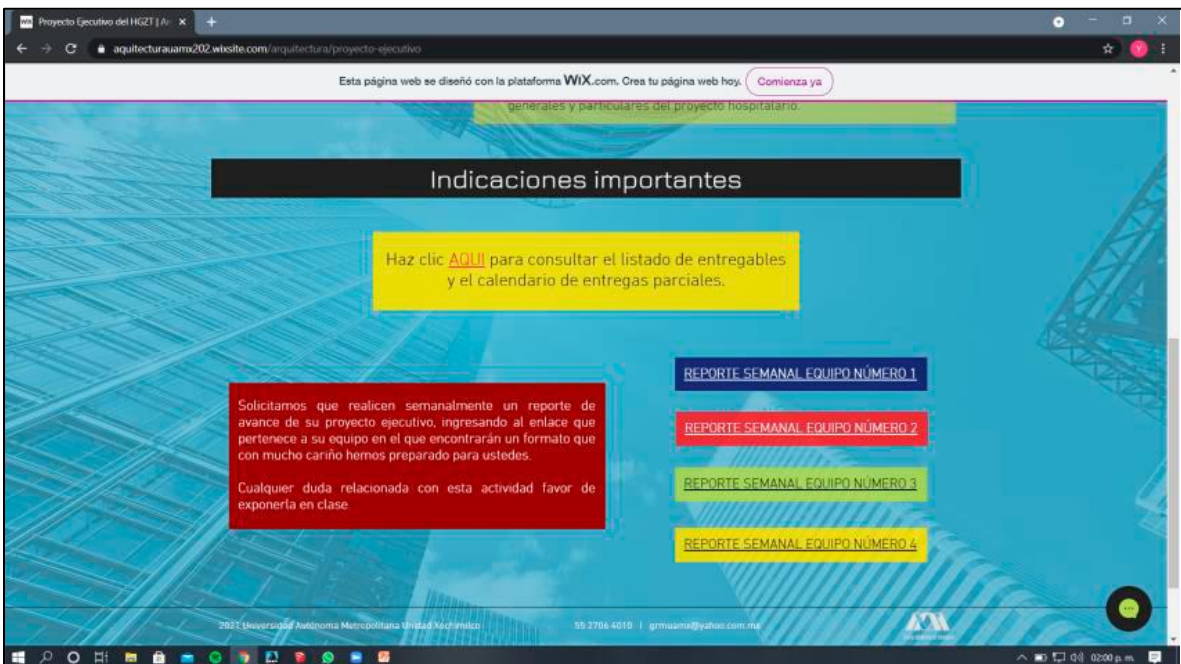 Proyecto Ejecutivo del HGZT | Ar
aquitecturauamx202.wixsite.com/arquitectura/proyecto-ejecutivo
Esta página web se diseñó con la plataforma WiX.com. Crea tu página web hoy. Comienza ya
generales y particulares del proyecto hospitalario.
Indicaciones importantes
Haz clic AQUI para consultar el listado de entregables
y el calendario de entregas parciales.
REPORTE SEMANAL EQUIPO NÚMERO 1
Solicitamos que realicen semanalmente un reporte de
avance de su proyecto ejecutivo, ingresando al enlace que
pertenece a su equipo en el que encontrarán un formato que
con mucho cariño hemos preparado para ustedes.
Cualquier duda relacionada con esta actividad favor de
exponerla en clase
REPORTE SEMANAL EQUIPO NÚMERO 2
REPORTE SEMANAL EQUIPO NÚMERO 3
REPORTE SEMANAL EQUIPO NÚMERO 4
2021 Universidad Autónoma Metropolitana Unidad Xochimilco
55 2706 4010 | grmuamx@yahoo.com.mx
02:00 p. m.